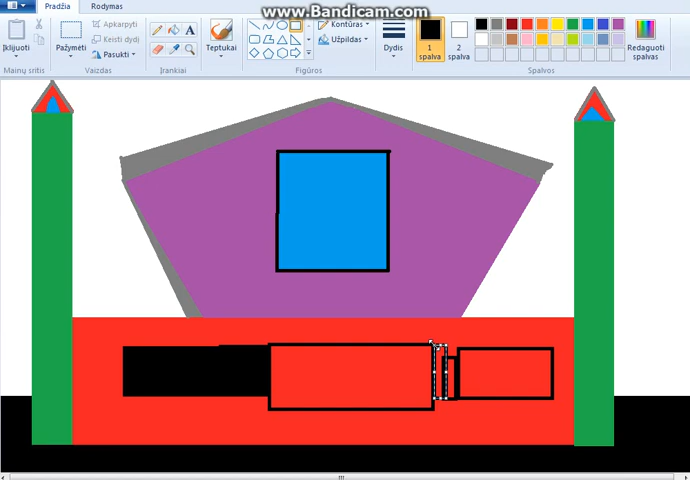 www.Bandicam.com
Pradžia Rodymas
Įklijuoti
Pažymėti
Apkarpyti
Keisti dydį
Pasukti
Teptukai
Kontūras
Užpildas
Dydis
1 spalva
2 spalva
Redaguoti spalvas
Mainų sritis
Vaizdas
Įrankiai
Figūros
Spalvos
A